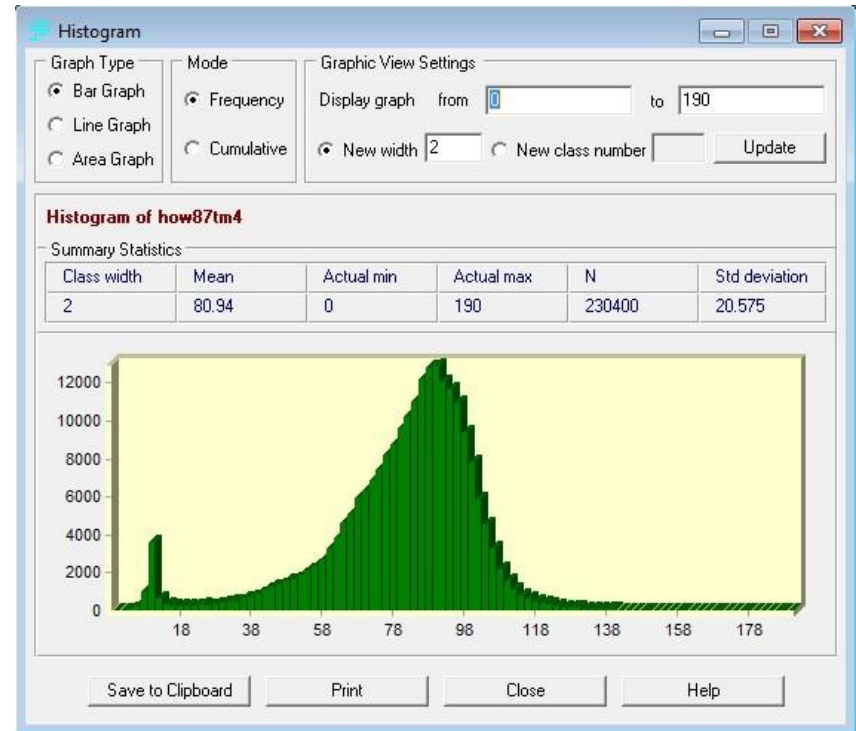 Histogram
Graph Type
Bar Graph
Line Graph
Area Graph
Mode
Frequency
Cumulative
Graphic View Settings
Display graph from 0 to 190
New width 2 New class number Update
Histogram of how87tm4
Summary Statistics
Class width Mean Actual min Actual max N Std deviation
2 80.94 0 190 230400 20.575
12000
10000
8000
6000
4000
2000
0
18 38 58 78 98 118 138 158 178
Save to Clipboard Print Close Help